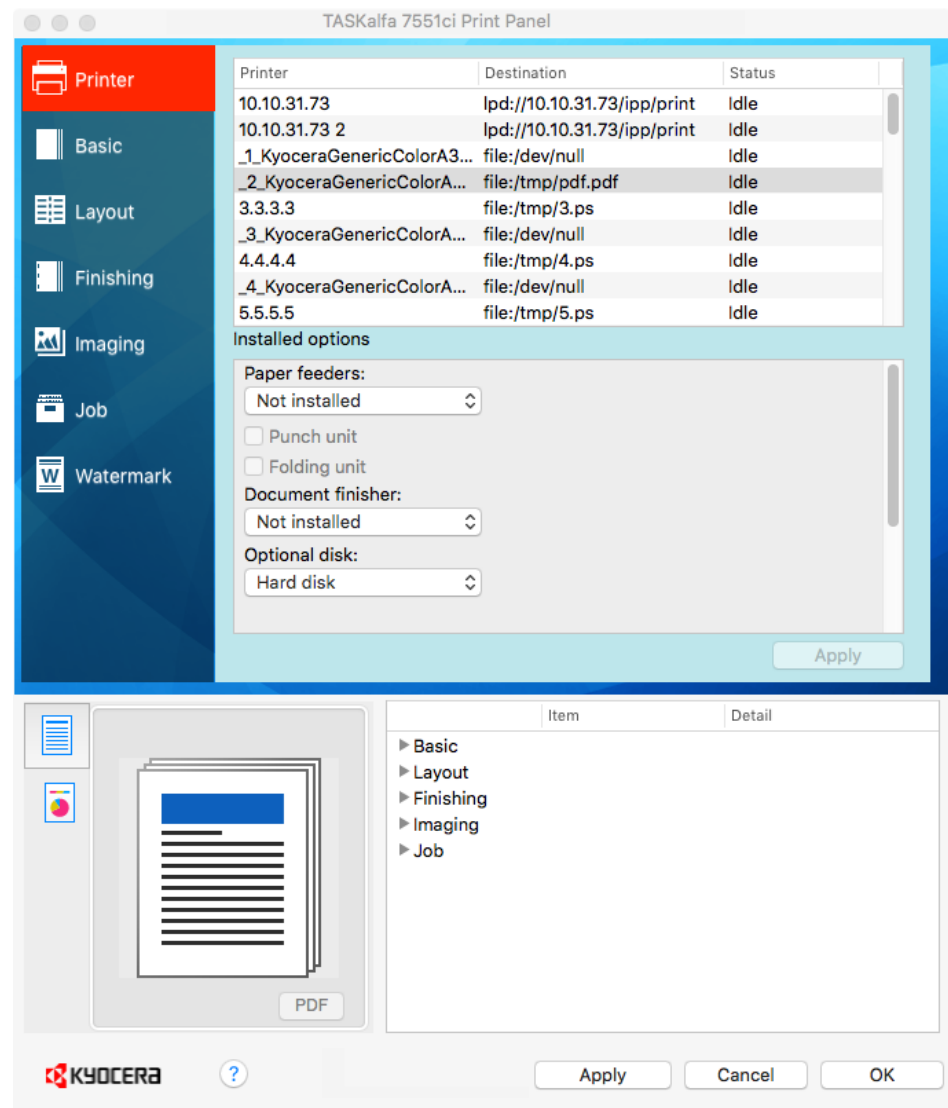 TASKalfa 7551ci Print Panel
Printer
Basic
Layout
Finishing
Imaging
Job
W Watermark
Printer Destination Status
10.10.31.73 lpd://10.10.31.73/ipp/print Idle
10.10.31.73 2 lpd://10.10.31.73/ipp/print Idle
_1_KyoceraGenericColorA3... file:/dev/null Idle
_2_KyoceraGenericColorA... file:/tmp/pdf.pdf Idle
3.3.3.3 file:/tmp/3.ps Idle
_3_KyoceraGenericColorA... file:/dev/null Idle
4.4.4.4 file:/tmp/4.ps Idle
_4_KyoceraGenericColorA... file:/dev/null Idle
5.5.5.5 file:/tmp/5.ps Idle
Installed options
Paper feeders:
Not installed
Punch unit
Folding unit
Document finisher:
Not installed
Optional disk:
Hard disk
Apply
PDF
Item Detail
Basic
Layout
Finishing
Imaging
Job
KYOCERA
?
Apply Cancel OK